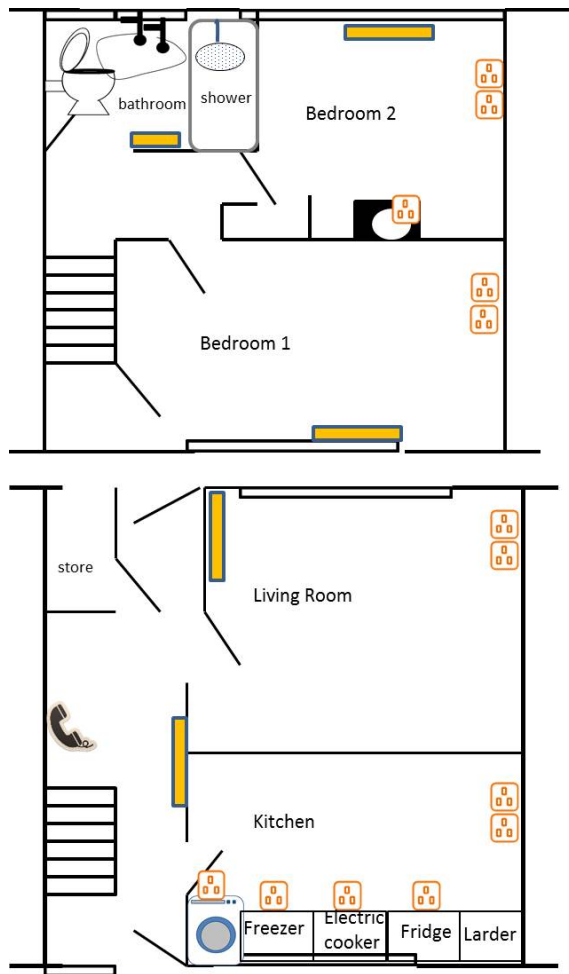 bathroom
shower
Bedroom 2
Bedroom 1
store
Living Room
Kitchen
Freezer
Electric
cooker
Fridge
Larder